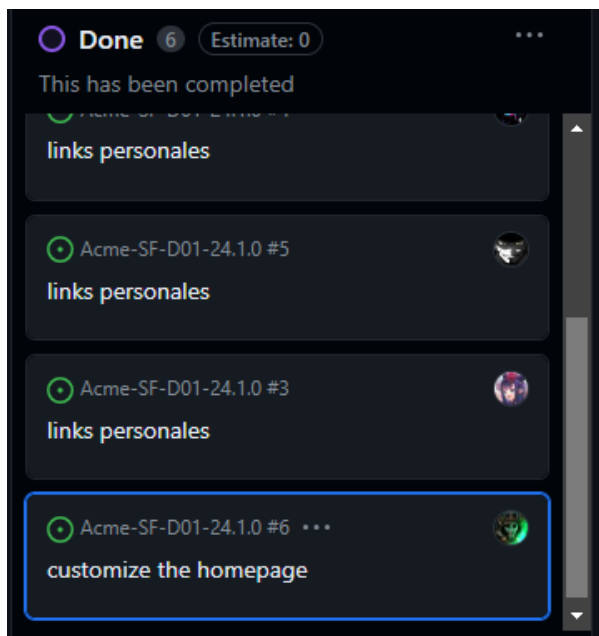 Done 6 Estimate: 0 ...
This has been completed
links personales
Acme-SF-D01-24.1.0 #5
links personales
Acme-SF-D01-24.1.0 #3
links personales
Acme-SF-D01-24.1.0 #6 ...
customize the homepage